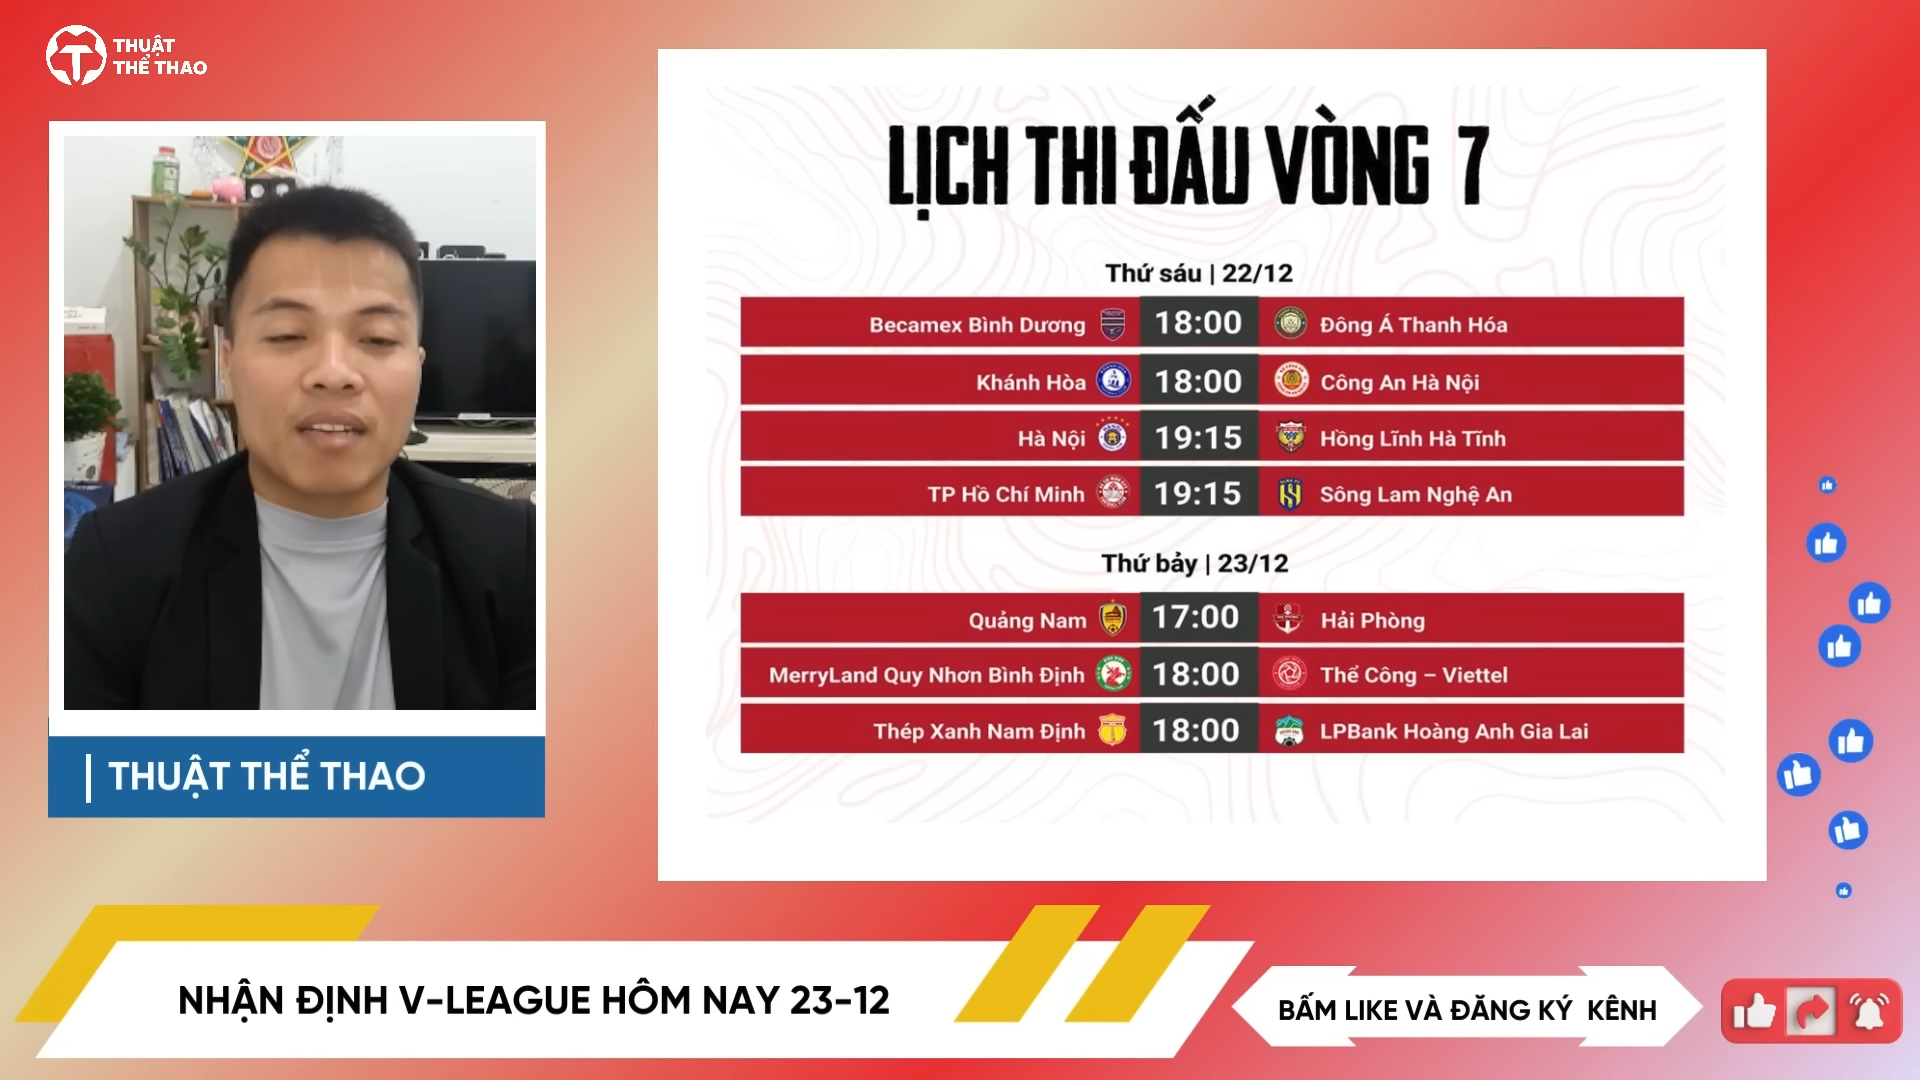 THUẬT
THỂ THAO
LỊCH THI ĐẤU VÒNG 7
Thứ sáu | 22/12
Becamex Bình Dương 18:00 Đông Á Thanh Hóa
Khánh Hòa 18:00 Công An Hà Nội
Hà Nội 19:15 Hồng Lĩnh Hà Tĩnh
TP Hồ Chí Minh 19:15 Sông Lam Nghệ An
Thứ bảy | 23/12
Quảng Nam 17:00 Hải Phòng
MerryLand Quy Nhơn Bình Định 18:00 Thể Công – Viettel
Thép Xanh Nam Định 18:00 LPBank Hoàng Anh Gia Lai
THUẬT THỂ THAO
NHẬN ĐỊNH V-LEAGUE HÔM NAY 23-12
BẤM LIKE VÀ ĐĂNG KÝ KÊNH